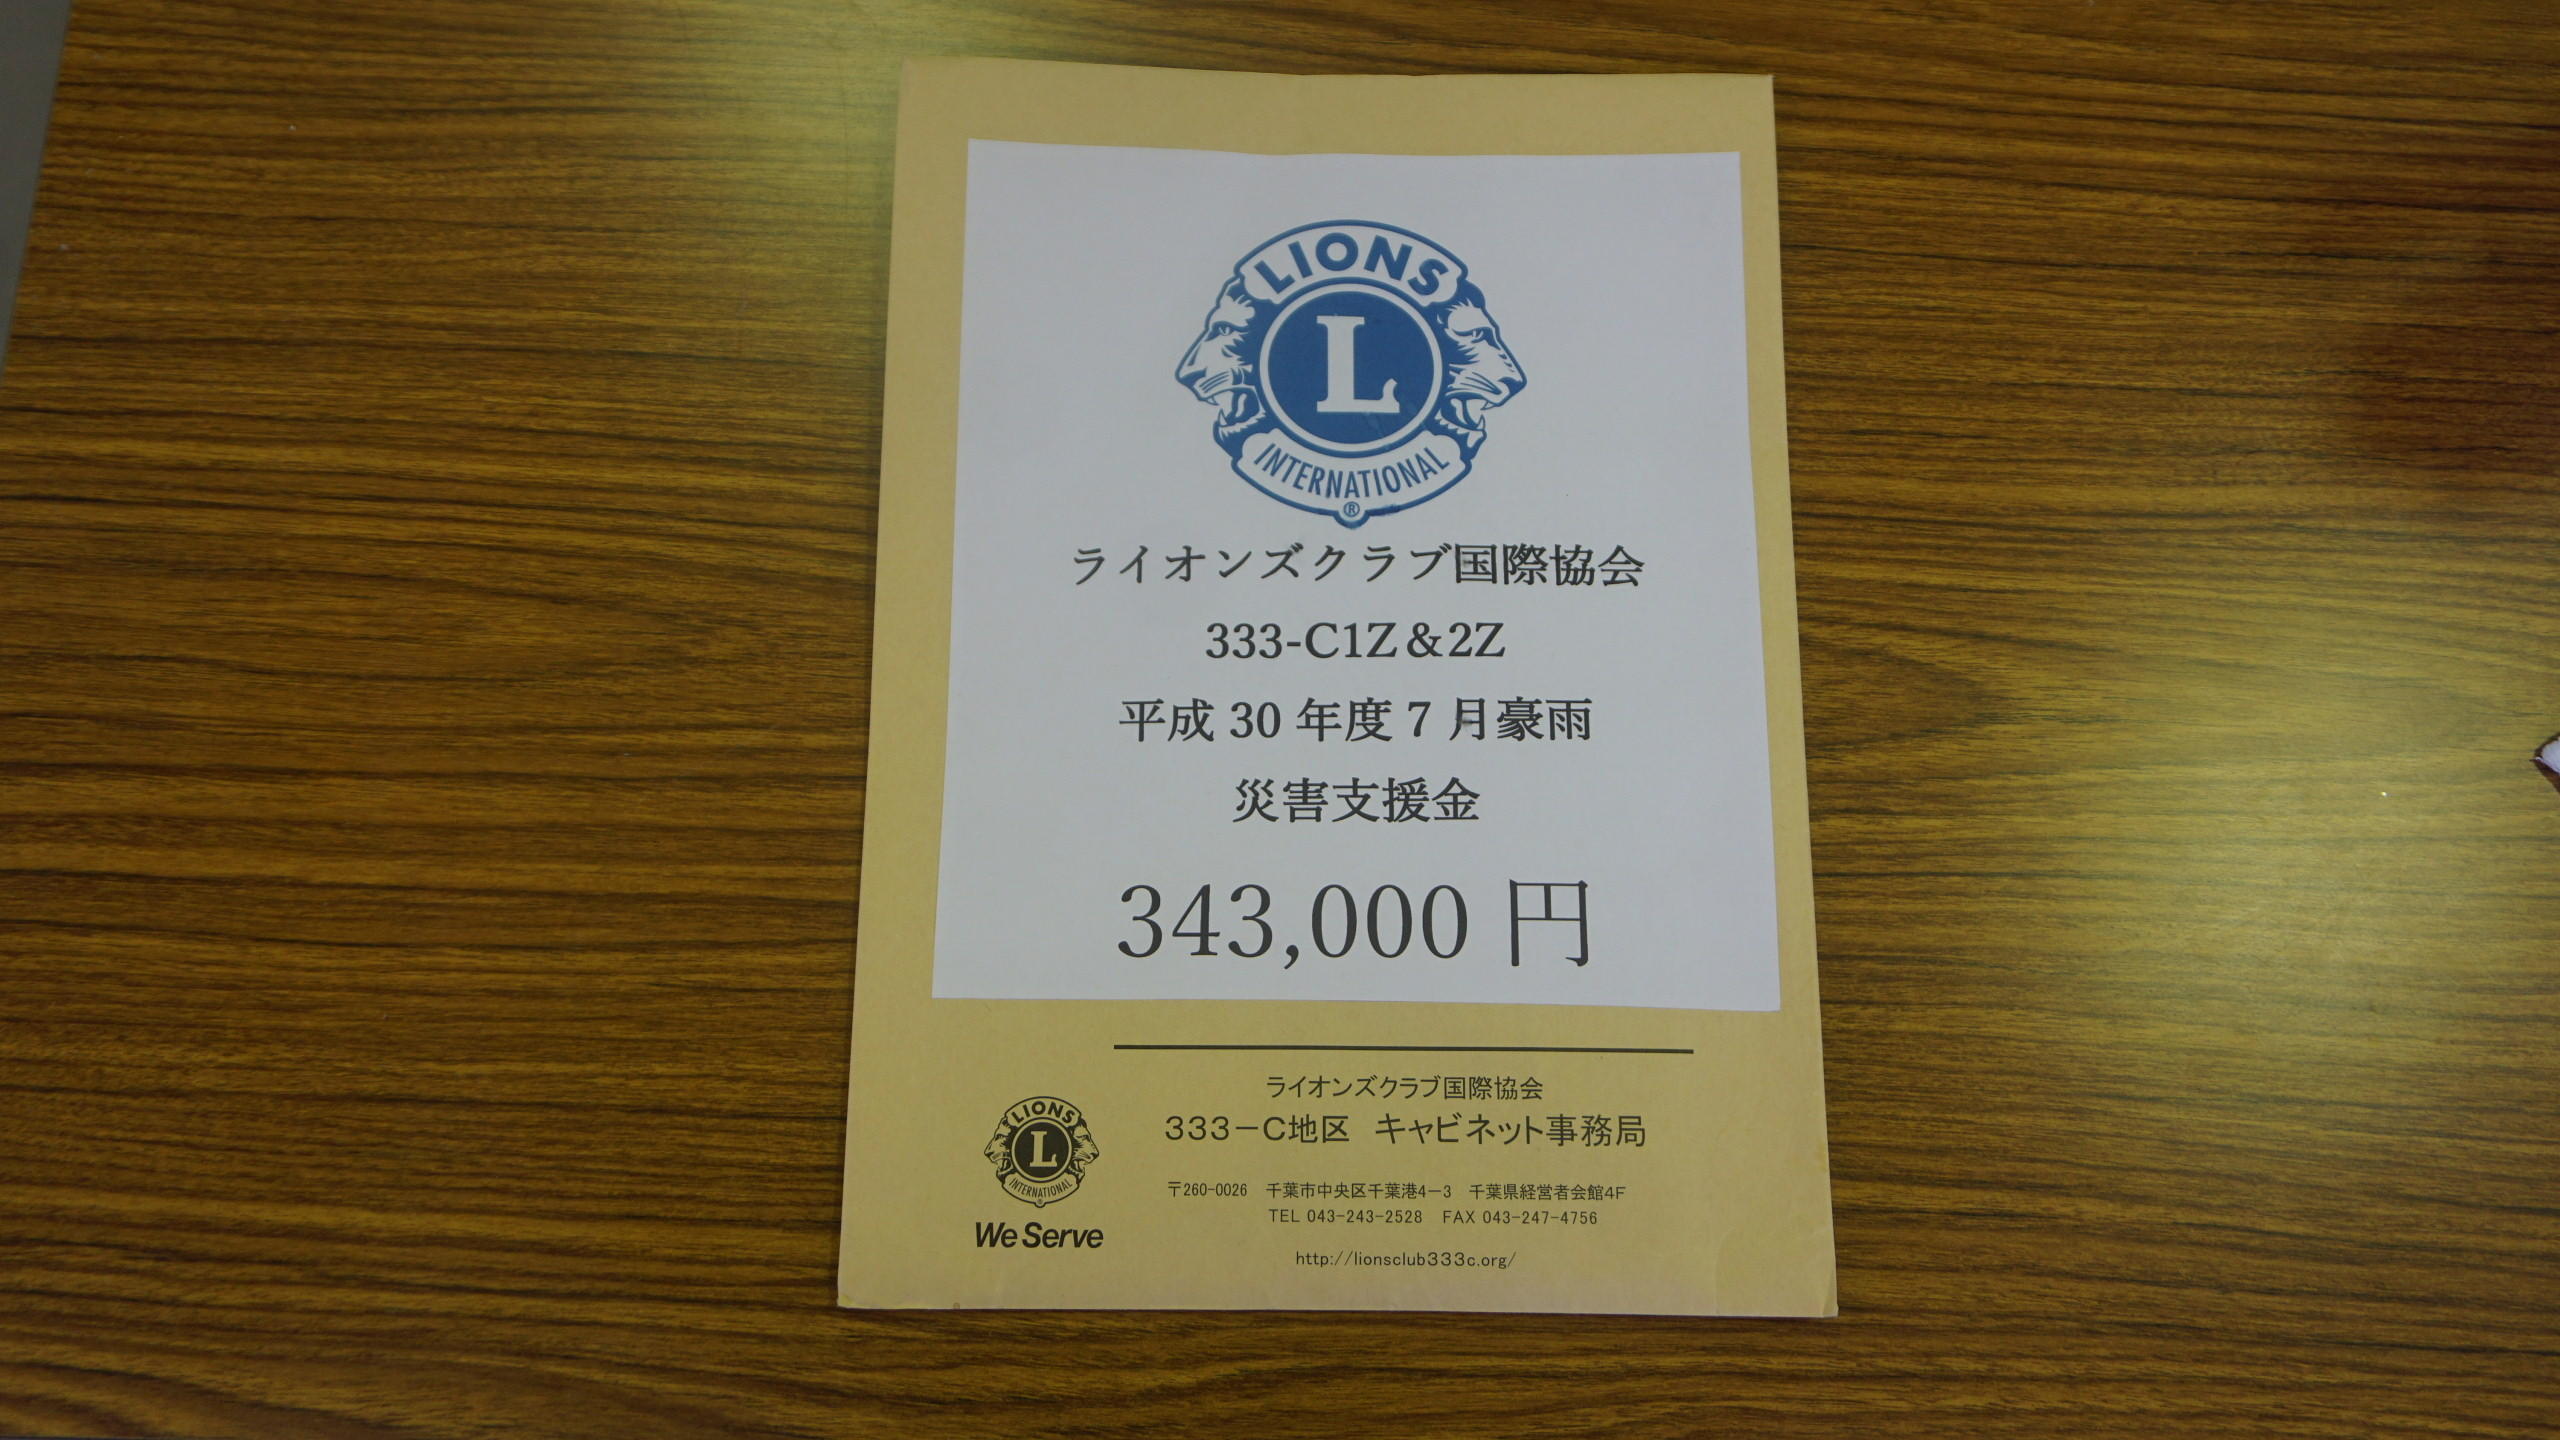 LIONS
L
INTERNATIONAL
®
ライオンズクラブ国際協会
333-C1Z&2Z
平成 30 年度 7 月豪雨
災害支援金
343,000 円
ライオンズクラブ国際協会
333－C地区 キャビネット事務局
〒260-0026 千葉市中央区千葉港4－3 千葉県経営者会館4F
TEL 043-243-2528 FAX 043-247-4756
http://lionsclub333c.org/
LIONS
L
INTERNATIONAL
®
We Serve